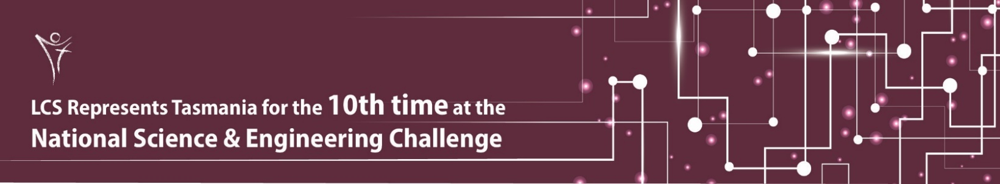 LCS Represents Tasmania for the 10th time at the
National Science & Engineering Challenge